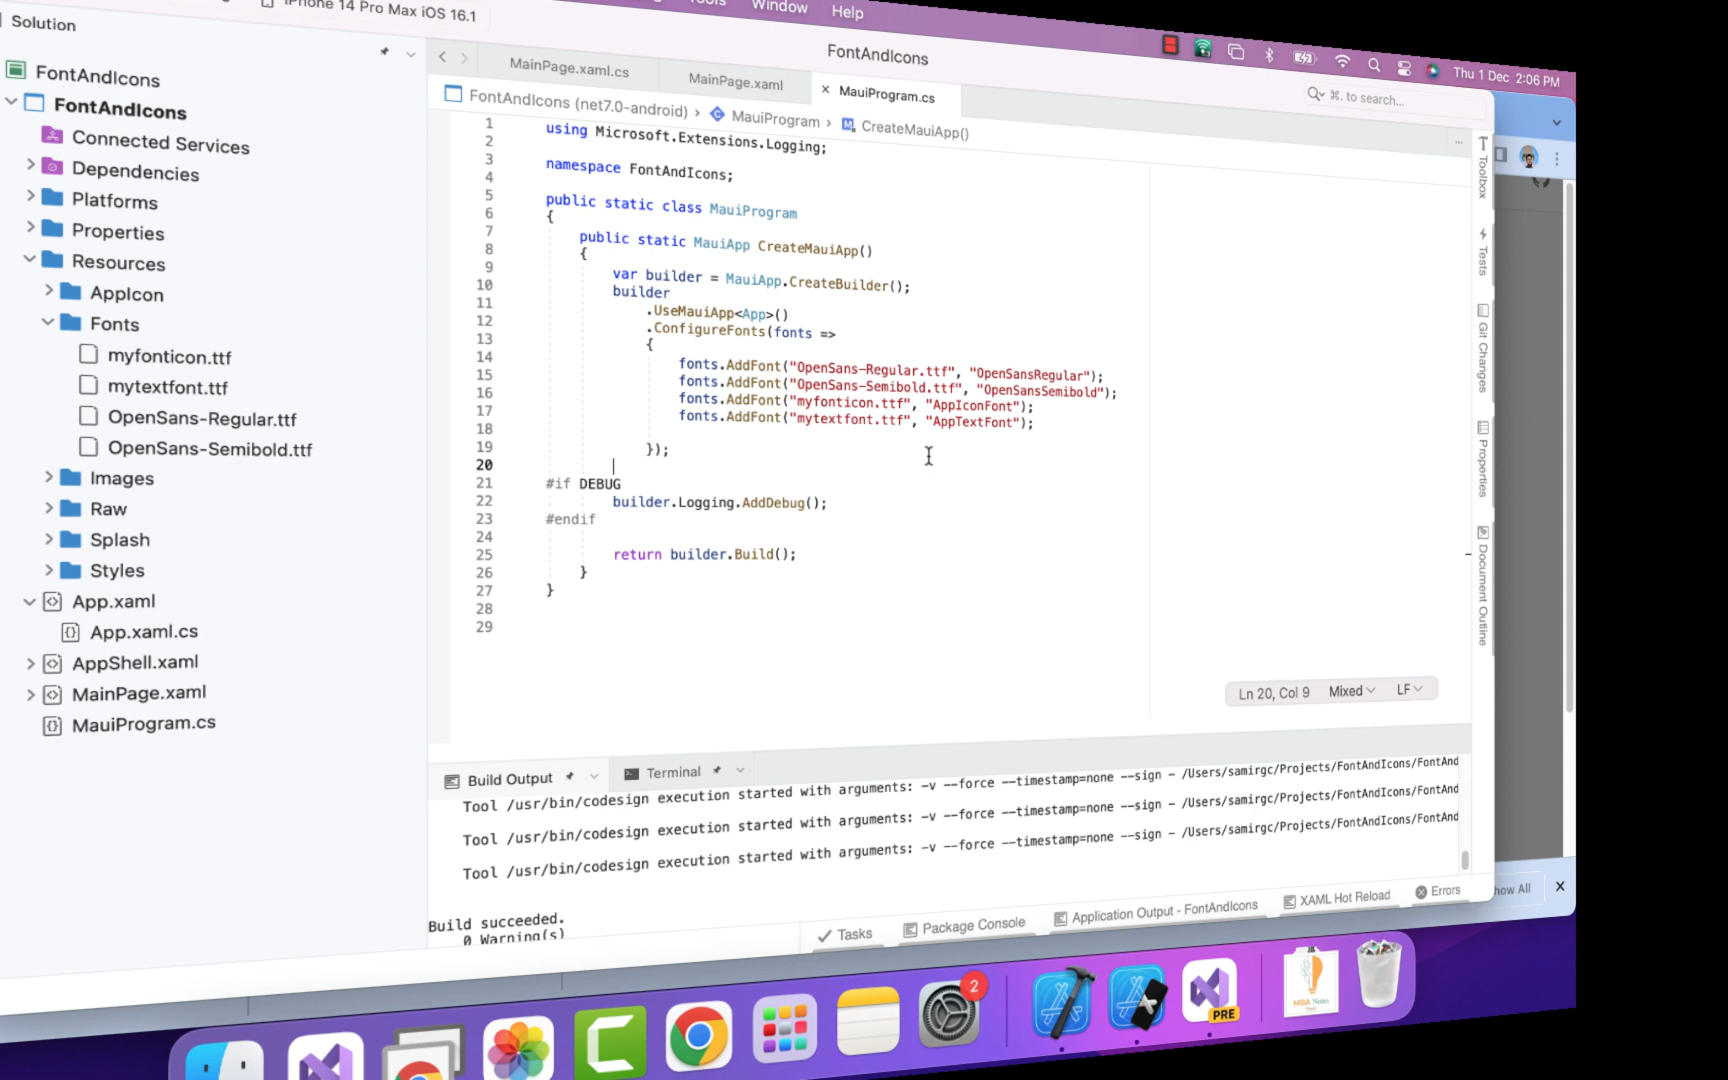 iPhone 14 Pro Max iOS 16.1
Tools
Window
Help
Thu 1 Dec 2:06 PM
Solution
FontAndIcons
FontAndIcons
Connected Services
Dependencies
Platforms
Properties
Resources
AppIcon
Fonts
myfonticon.ttf
mytextfont.ttf
OpenSans-Regular.ttf
OpenSans-Semibold.ttf
Images
Raw
Splash
Styles
App.xaml
App.xaml.cs
AppShell.xaml
MainPage.xaml
MauiProgram.cs
FontAndIcons
⌘. to search...
MainPage.xaml.cs
MainPage.xaml
× MauiProgram.cs
FontAndIcons (net7.0-android) › MauiProgram › CreateMauiApp()
1 using Microsoft.Extensions.Logging;
2
3 namespace FontAndIcons;
4
5 public static class MauiProgram
6 {
7 public static MauiApp CreateMauiApp()
8 {
9 var builder = MauiApp.CreateBuilder();
10 builder
11 .UseMauiApp<App>()
12 .ConfigureFonts(fonts =>
13 {
14 fonts.AddFont("OpenSans-Regular.ttf", "OpenSansRegular");
15 fonts.AddFont("OpenSans-Semibold.ttf", "OpenSansSemibold");
16 fonts.AddFont("myfonticon.ttf", "AppIconFont");
17 fonts.AddFont("mytextfont.ttf", "AppTextFont");
18
19 });
20
21 #if DEBUG
22 builder.Logging.AddDebug();
23 #endif
24
25 return builder.Build();
26 }
27 }
28
29
Ln 20, Col 9 Mixed LF
Toolbox
Tests
Git Changes
Properties
Document Outline
Build Output
Terminal
Tool /usr/bin/codesign execution started with arguments: -v --force --timestamp=none --sign - /Users/samirgc/Projects/FontAndIcons/FontAnd
Tool /usr/bin/codesign execution started with arguments: -v --force --timestamp=none --sign - /Users/samirgc/Projects/FontAndIcons/FontAnd
Tool /usr/bin/codesign execution started with arguments: -v --force --timestamp=none --sign - /Users/samirgc/Projects/FontAndIcons/FontAnd
Build succeeded.
0 Warning(s)
Tasks
Package Console
Application Output - FontAndIcons
XAML Hot Reload
Errors
how All
2
PRE
MBA Notes